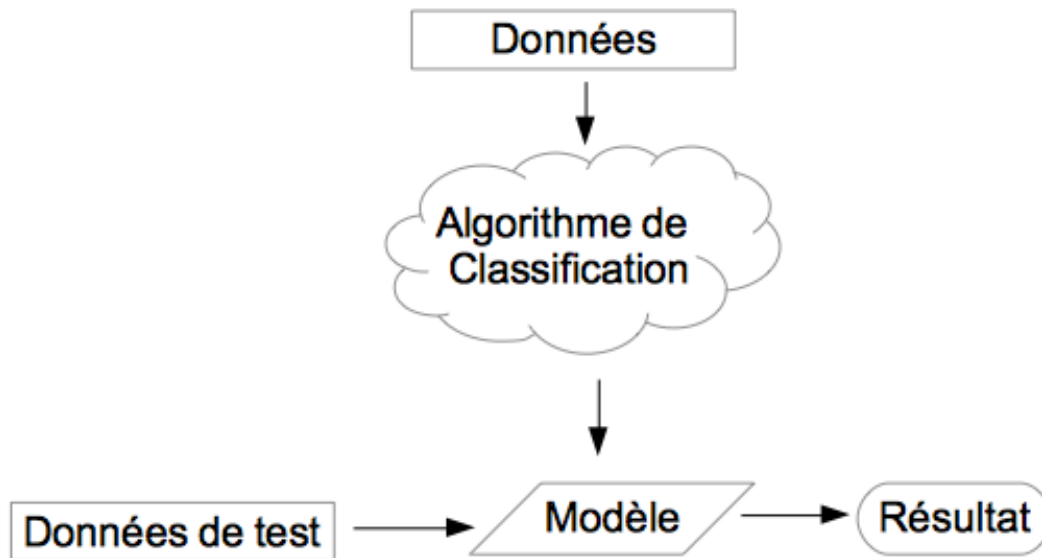 Données
Algorithme de
Classification
Données de test
Modèle
Résultat